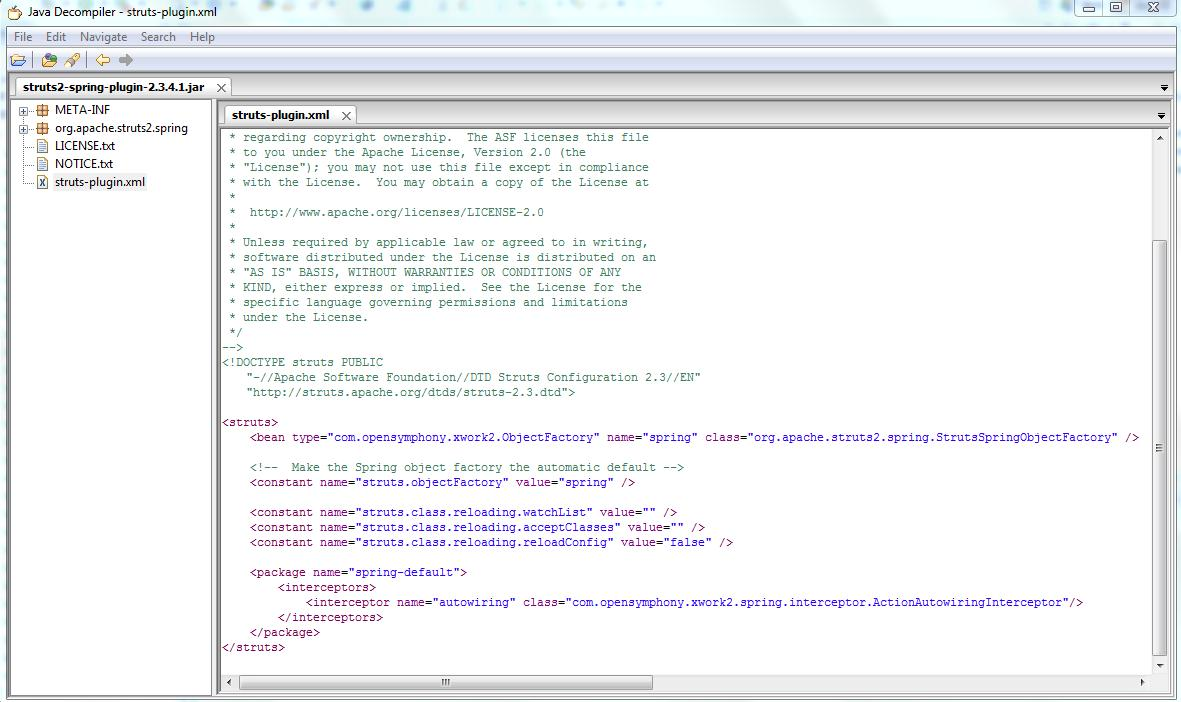 Java Decompiler - struts-plugin.xml
File Edit Navigate Search Help
struts2-spring-plugin-2.3.4.1.jar
META-INF
org.apache.struts2.spring
LICENSE.txt
NOTICE.txt
struts-plugin.xml
struts-plugin.xml
 * regarding copyright ownership.  The ASF licenses this file
 * to you under the Apache License, Version 2.0 (the
 * "License"); you may not use this file except in compliance
 * with the License.  You may obtain a copy of the License at
 *
 *  http://www.apache.org/licenses/LICENSE-2.0
 *
 * Unless required by applicable law or agreed to in writing,
 * software distributed under the License is distributed on an
 * "AS IS" BASIS, WITHOUT WARRANTIES OR CONDITIONS OF ANY
 * KIND, either express or implied.  See the License for the
 * specific language governing permissions and limitations
 * under the License.
 */
-->
<!DOCTYPE struts PUBLIC
    "-//Apache Software Foundation//DTD Struts Configuration 2.3//EN"
    "http://struts.apache.org/dtds/struts-2.3.dtd">
<struts>
    <bean type="com.opensymphony.xwork2.ObjectFactory" name="spring" class="org.apache.struts2.spring.StrutsSpringObjectFactory" />
    <!--  Make the Spring object factory the automatic default -->
    <constant name="struts.objectFactory" value="spring" />
    <constant name="struts.class.reloading.watchList" value="" />
    <constant name="struts.class.reloading.acceptClasses" value="" />
    <constant name="struts.class.reloading.reloadConfig" value="false" />
    <package name="spring-default">
        <interceptors>
            <interceptor name="autowiring" class="com.opensymphony.xwork2.spring.interceptor.ActionAutowiringInterceptor"/>
        </interceptors>
    </package>
</struts>